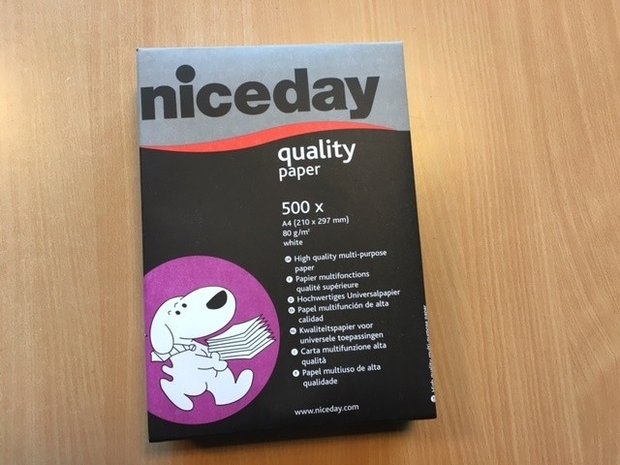 niceday
quality
paper
500 x
A4 (210 x 297 mm)
80 g/m²
white
High quality multi-purpose
paper
Papier multifonctions
qualité supérieure
Hochwertiges Universalpapier
Papel multifunción de alta
calidad
Kwaliteitspapier voor
universele toepassingen
Carta multifunzione alta
qualità
Papel multiuso de alta
qualidade
www.niceday.com